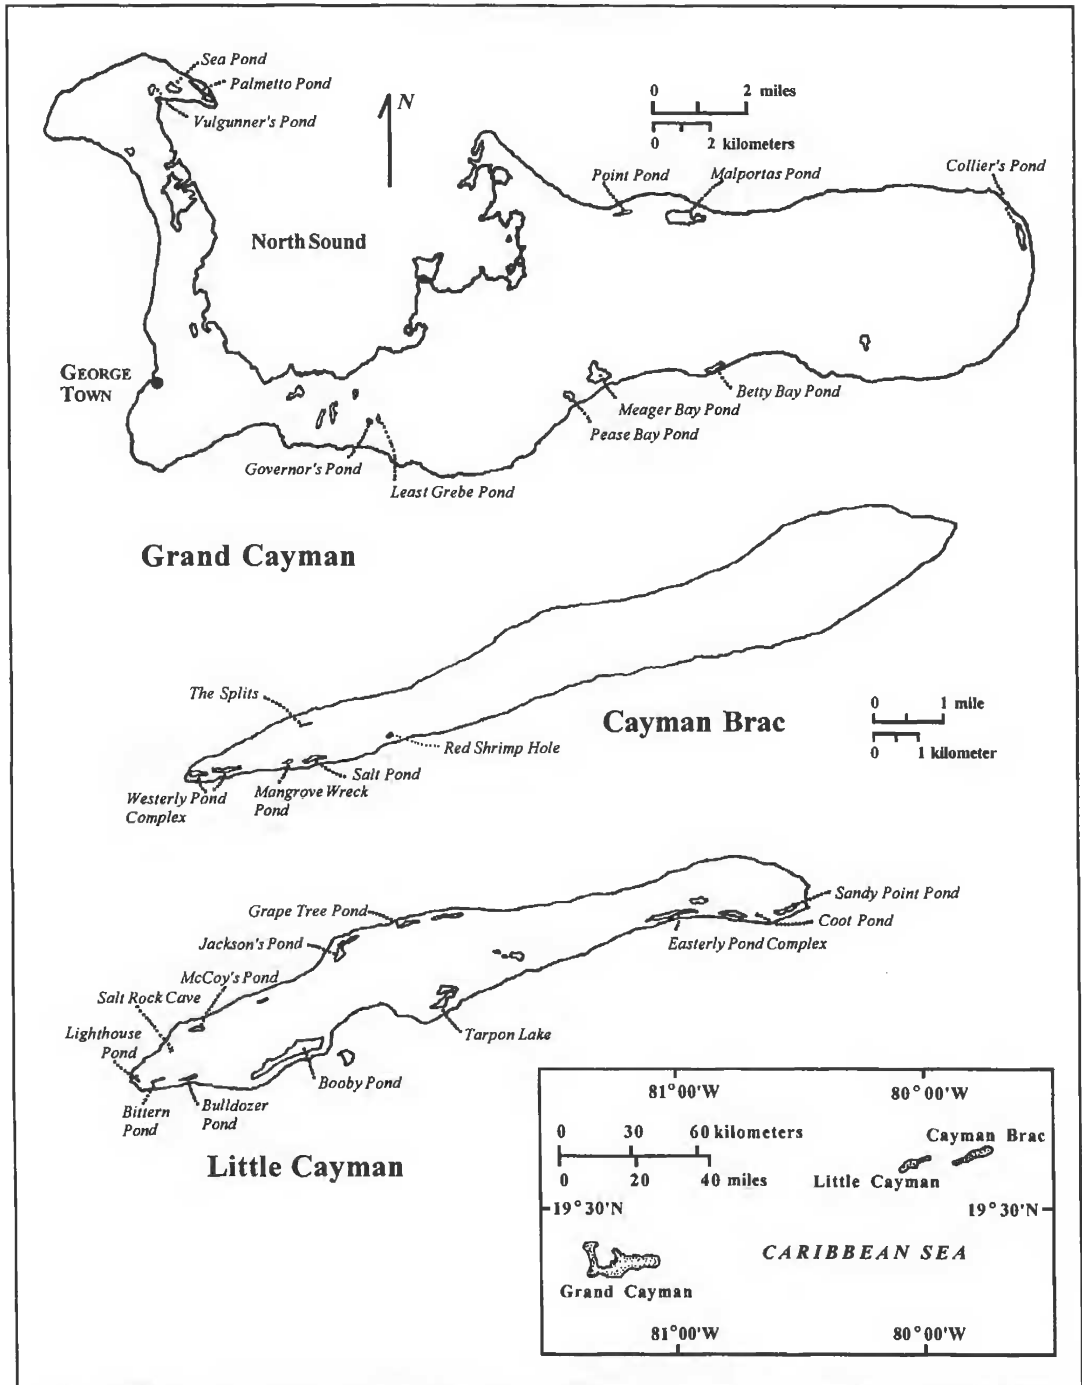 Sea Pond
Palmetto Pond
Vulgunner's Pond
N
0 2 miles
0 2 kilometers
Point Pond
Malportas Pond
Collier's Pond
North Sound
GEORGE
TOWN
Betty Bay Pond
Meager Bay Pond
Pease Bay Pond
Governor's Pond
Least Grebe Pond
Grand Cayman
The Splits
Cayman Brac
0 1 mile
0 1 kilometer
Red Shrimp Hole
Salt Pond
Mangrove Wreck
Pond
Westerly Pond
Complex
Grape Tree Pond
Sandy Point Pond
Coot Pond
Easterly Pond Complex
Jackson's Pond
McCoy's Pond
Salt Rock Cave
Lighthouse
Pond
Tarpon Lake
Booby Pond
Bulldozer
Pond
Bittern
Pond
Little Cayman
81°00'W 80°00'W
0 30 60 kilometers
0 20 40 miles
Cayman Brac
Little Cayman
19°30'N 19°30'N
CARIBBEAN SEA
Grand Cayman
81°00'W 80°00'W